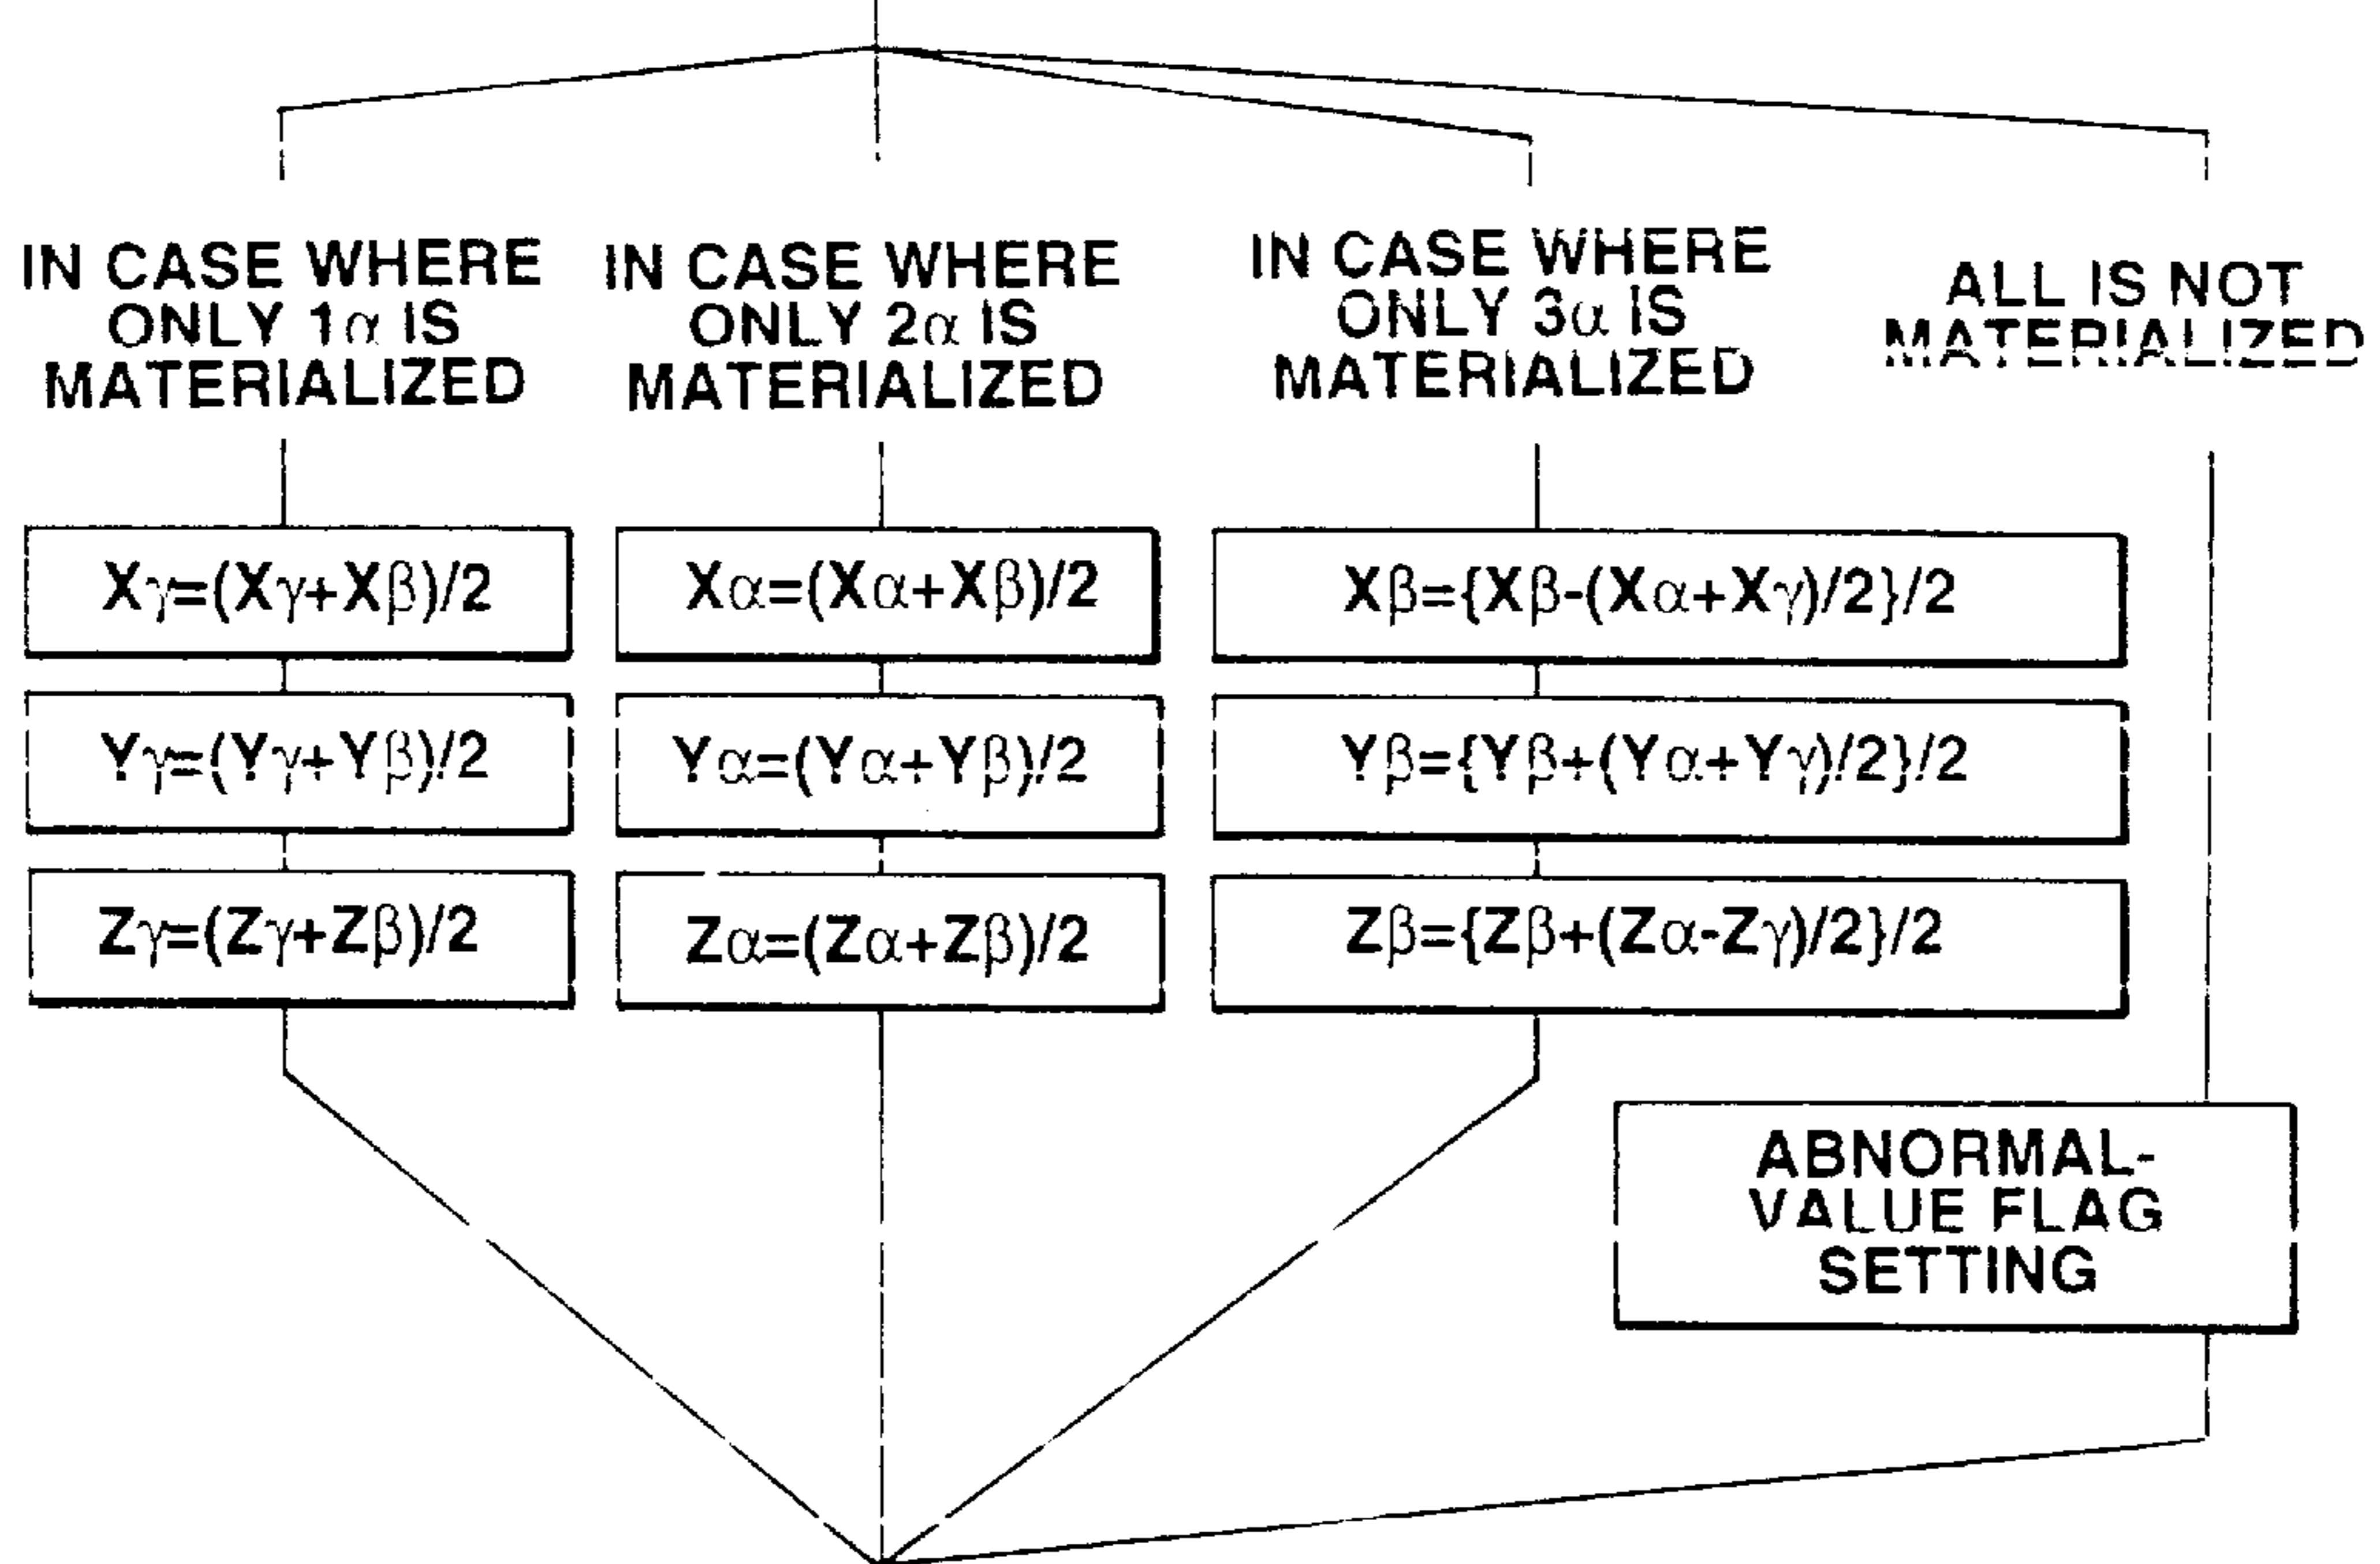 IN CASE WHERE
ONLY 1α IS
MATERIALIZED
IN CASE WHERE
ONLY 2α IS
MATERIALIZED
IN CASE WHERE
ONLY 3α IS
MATERIALIZED
ALL IS NOT
MATERIALIZED
Xγ=(Xγ+Xβ)/2
Yγ=(Yγ+Yβ)/2
Zγ=(Zγ+Zβ)/2
Xα=(Xα+Xβ)/2
Yα=(Yα+Yβ)/2
Zα=(Zα+Zβ)/2
Xβ={Xβ-(Xα+Xγ)/2}/2
Yβ={Yβ+(Yα+Yγ)/2}/2
Zβ={Zβ+(Zα-Zγ)/2}/2
ABNORMAL-
VALUE FLAG
SETTING